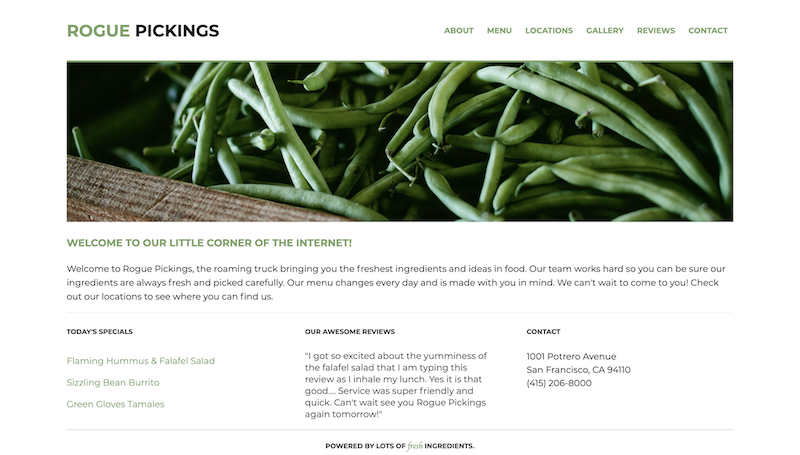 ROGUE PICKINGS
ABOUT MENU LOCATIONS GALLERY REVIEWS CONTACT
WELCOME TO OUR LITTLE CORNER OF THE INTERNET!
Welcome to Rogue Pickings, the roaming truck bringing you the freshest ingredients and ideas in food. Our team works hard so you can be sure our
ingredients are always fresh and picked carefully. Our menu changes every day and is made with you in mind. We can't wait to come to you! Check
out our locations to see where you can find us.
TODAY'S SPECIALS
Flaming Hummus & Falafel Salad
Sizzling Bean Burrito
Green Gloves Tamales
OUR AWESOME REVIEWS
"I got so excited about the yumminess of
the falafel salad that I am typing this
review as I inhale my lunch. Yes it is that
good.... Service was super friendly and
quick. Can't wait see you Rogue Pickings
again tomorrow!"
CONTACT
1001 Potrero Avenue
San Francisco, CA 94110
(415) 206-8000
POWERED BY LOTS OF fresh INGREDIENTS.